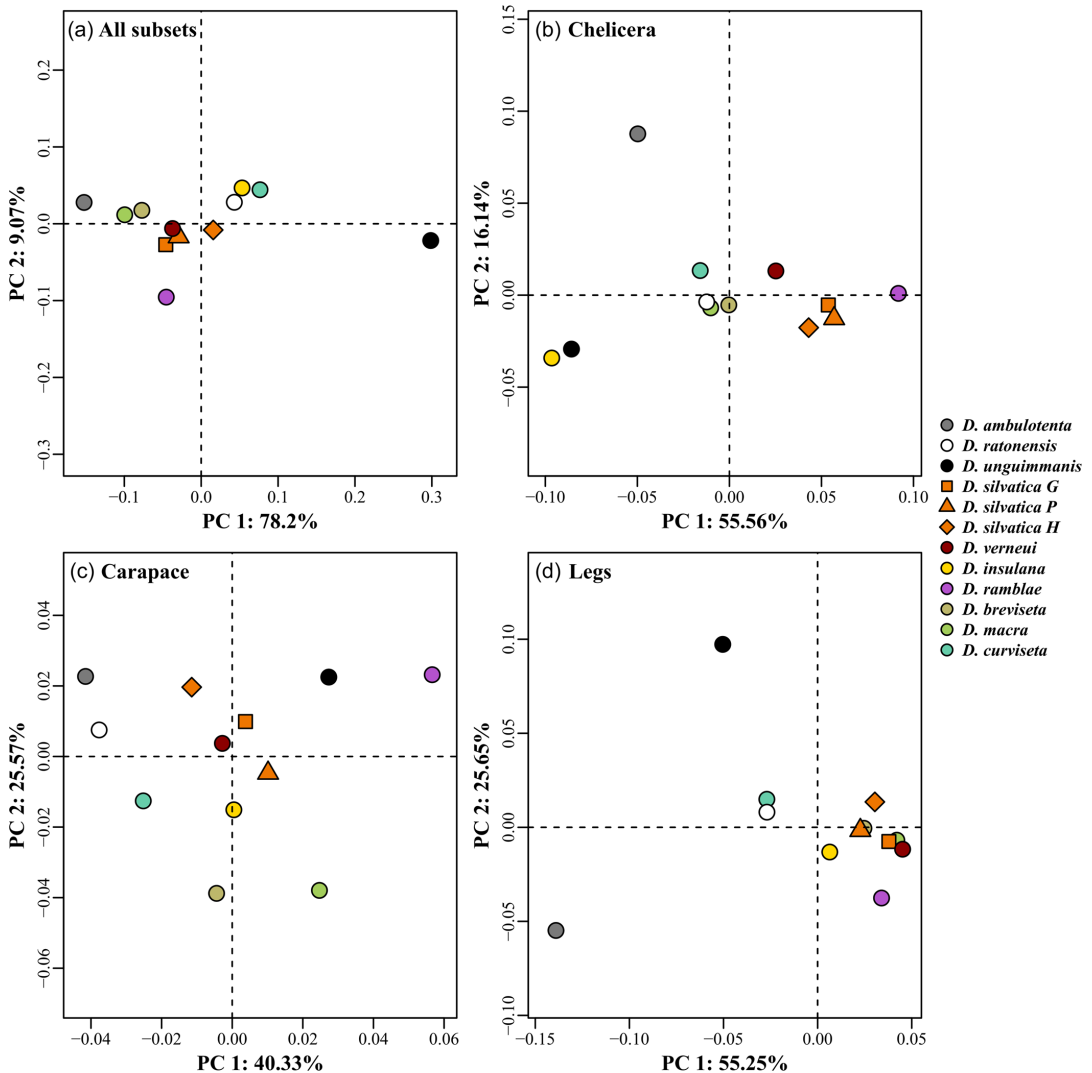 (a) All subsets
0.2
0.1
0.0
−0.1
−0.2
−0.3
PC 2: 9.07%
−0.1
0.0
0.1
0.2
0.3
PC 1: 78.2%
(b) Chelicera
0.15
0.10
0.05
0.00
−0.05
PC 2: 16.14%
−0.10
−0.05
0.00
0.05
0.10
PC 1: 55.56%
D. ambulotenta
D. ratonensis
D. unguimmanis
D. silvatica G
D. silvatica P
D. silvatica H
D. verneui
D. insulana
D. ramblae
D. breviseta
D. macra
D. curviseta
(c) Carapace
0.04
0.02
0.00
−0.02
−0.04
−0.06
PC 2: 25.57%
−0.04
−0.02
0.00
0.02
0.04
0.06
PC 1: 40.33%
(d) Legs
0.10
0.05
0.00
−0.05
−0.10
PC 2: 25.65%
−0.15
−0.10
−0.05
0.00
0.05
PC 1: 55.25%